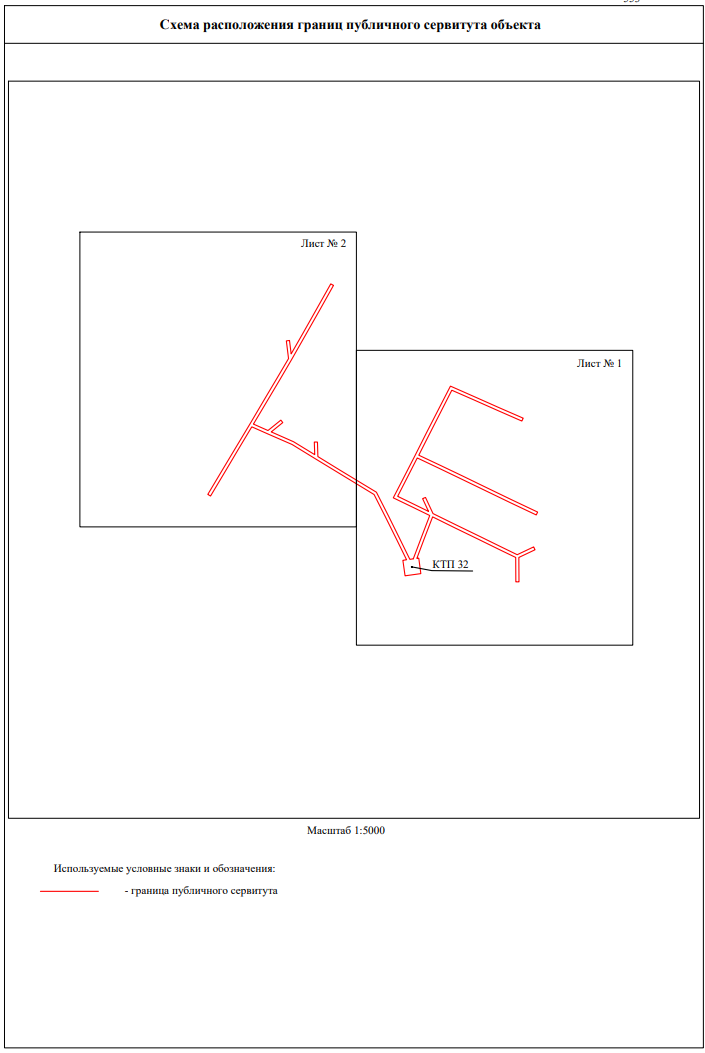 Схема расположения границ публичного сервитута объекта
Лист № 2
Лист № 1
КТП 32
Масштаб 1:5000
Используемые условные знаки и обозначения:
- граница публичного сервитута